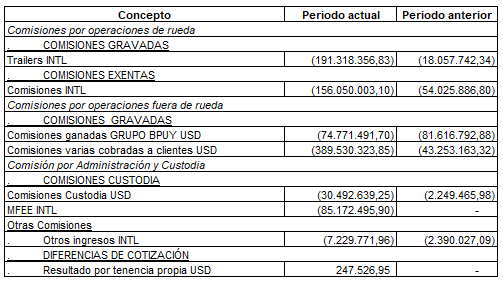 Concepto Periodo actual Periodo anterior
Comisiones por operaciones de rueda
. COMISIONES GRAVADAS
Trailers INTL (191.318.356,83) (18.057.742,34)
. COMISIONES EXENTAS
Comisiones INTL (156.050.003,10) (54.025.886,80)
Comisiones por operaciones fuera de rueda
. COMISIONES GRAVADAS
Comisiones ganadas GRUPO BPUY USD (74.771.491,70) (81.616.792,88)
Comisiones varias cobradas a clientes USD (389.530.323,85) (43.253.163,32)
Comisión por Administración y Custodia
. COMISIONES CUSTODIA
Comisiones Custodia USD (30.492.639,25) (2.249.465,98)
MFEE INTL (85.172.495,90) -
Otras Comisiones
. Otros ingresos INTL (7.229.771,96) (2.390.027,09)
. DIFERENCIAS DE COTIZACIÓN
. Resultado por tenencia propia USD 247.526,95 -